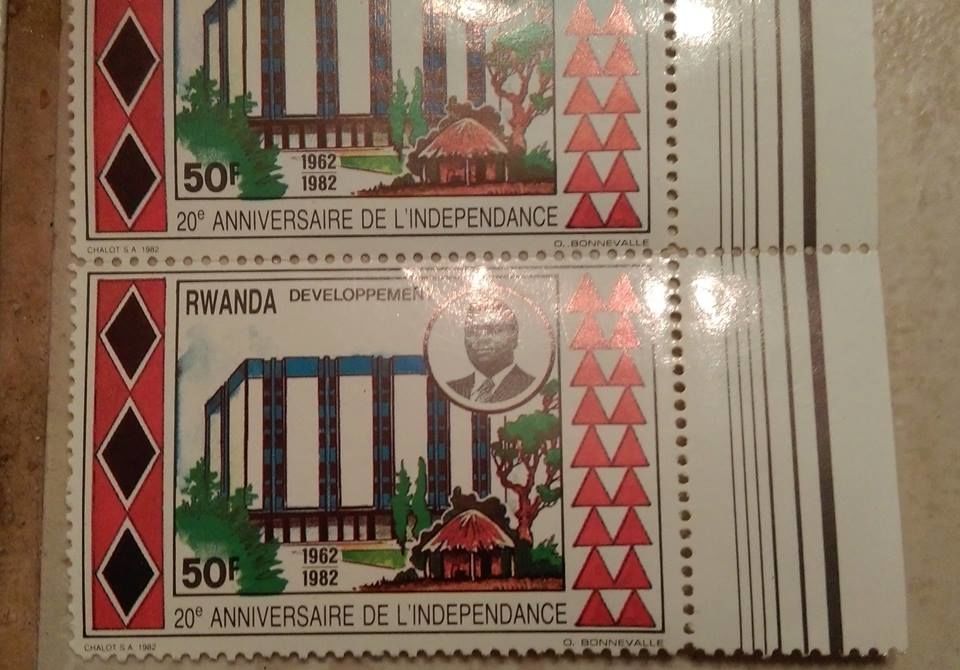 50F
1962
1982
20e ANNIVERSAIRE DE L'INDEPENDANCE
CHALOT S.A. 1982
O. BONNEVALLE
RWANDA DEVELOPPEMEN
50F
1962
1982
20e ANNIVERSAIRE DE L'INDEPENDANCE
CHALOT S.A. 1982
O. BONNEVALLE